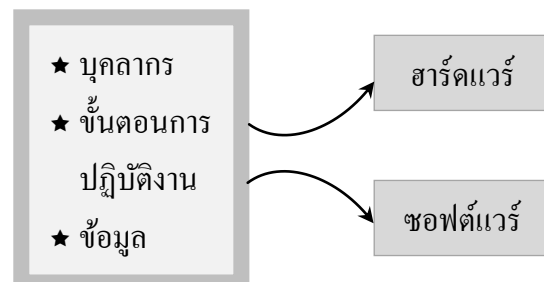 ★ บุคลากร
★ ขั้นตอนการ
ปฏิบัติงาน
★ ข้อมูล
ฮาร์ดแวร์
ซอฟต์แวร์